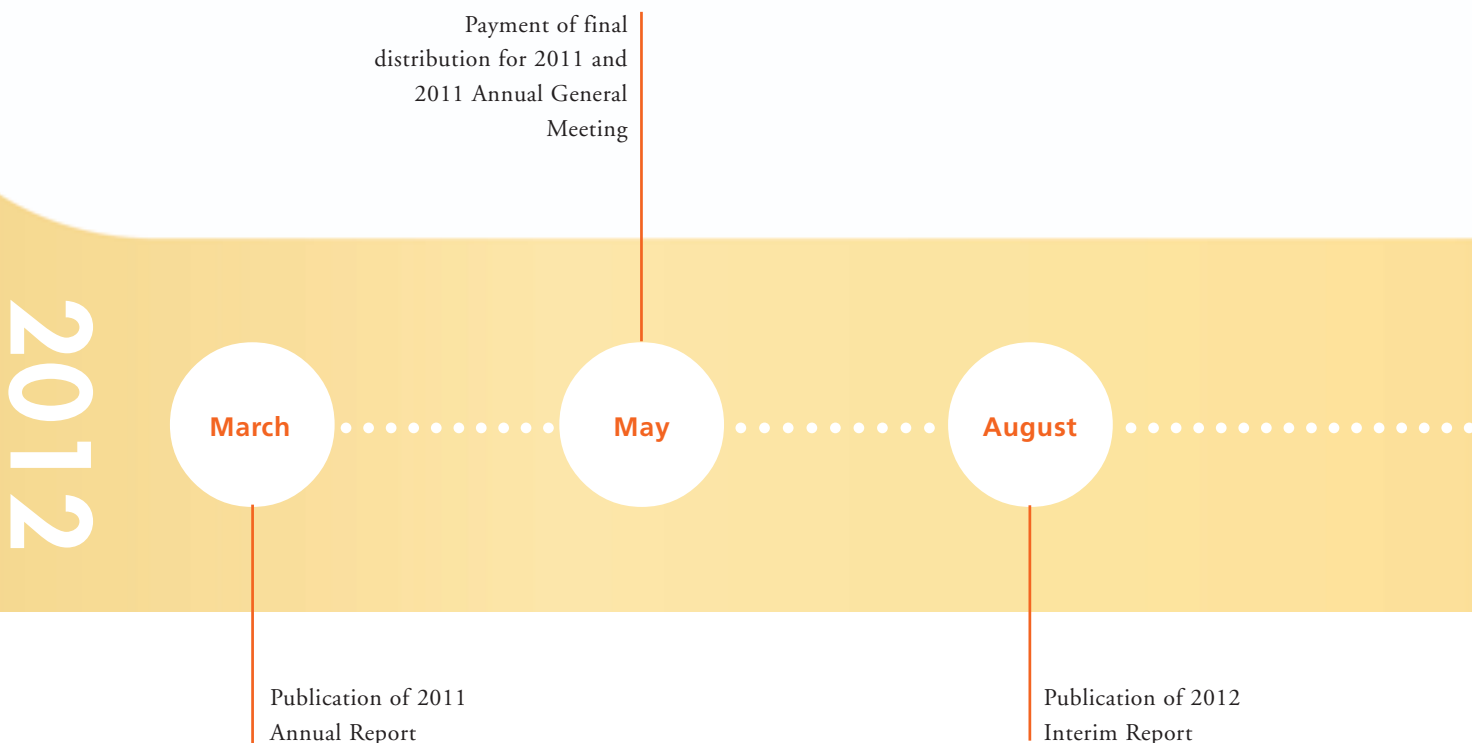 Payment of final
distribution for 2011 and
2011 Annual General
Meeting
2012
March
May
August
Publication of 2011
Annual Report
Publication of 2012
Interim Report